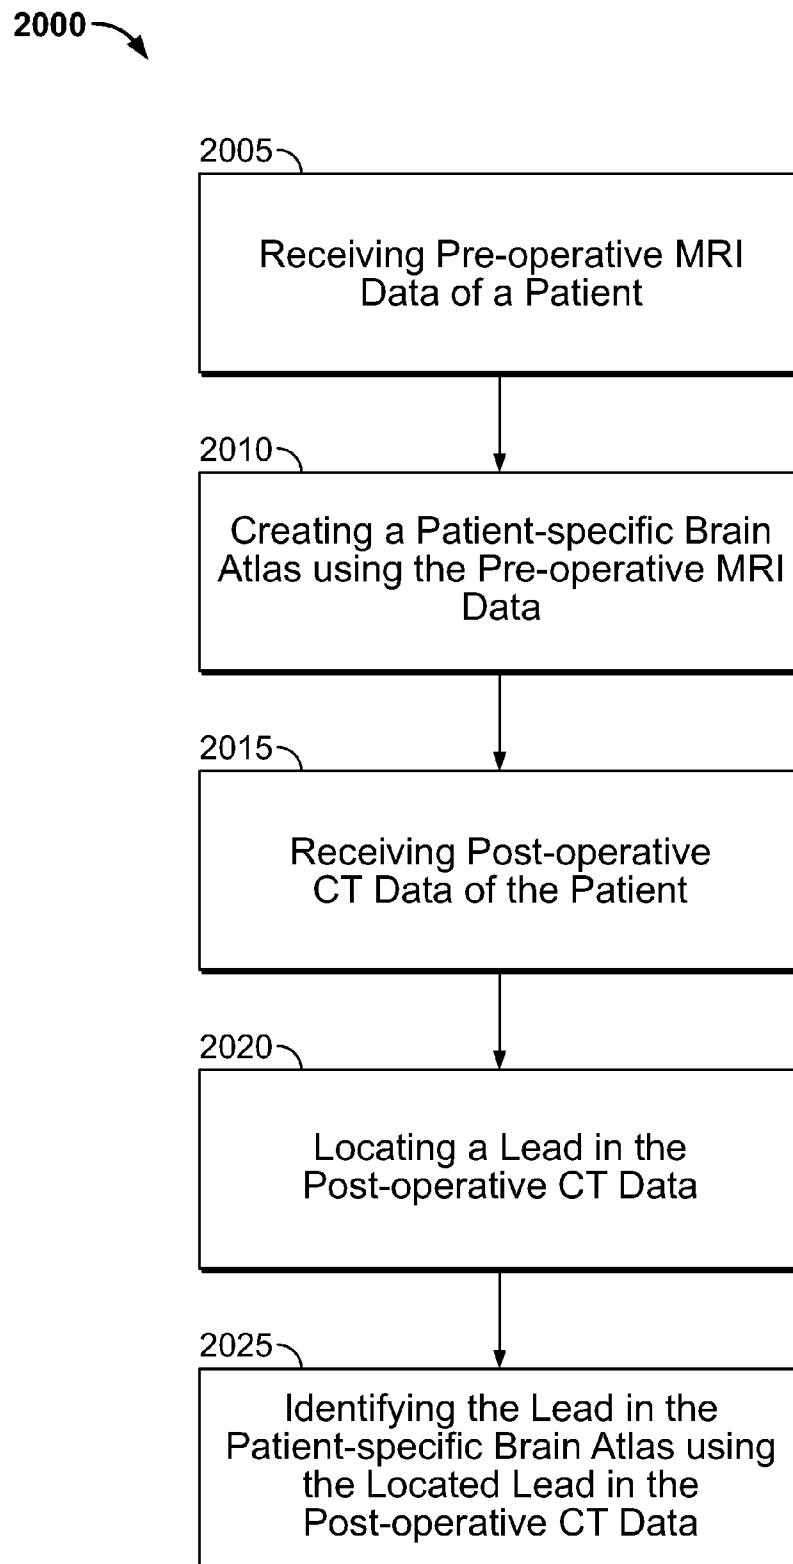 2000
2005
Receiving Pre-operative MRI
Data of a Patient
2010
Creating a Patient-specific Brain
Atlas using the Pre-operative MRI
Data
2015
Receiving Post-operative
CT Data of the Patient
2020
Locating a Lead in the
Post-operative CT Data
2025
Identifying the Lead in the
Patient-specific Brain Atlas using
the Located Lead in the
Post-operative CT Data